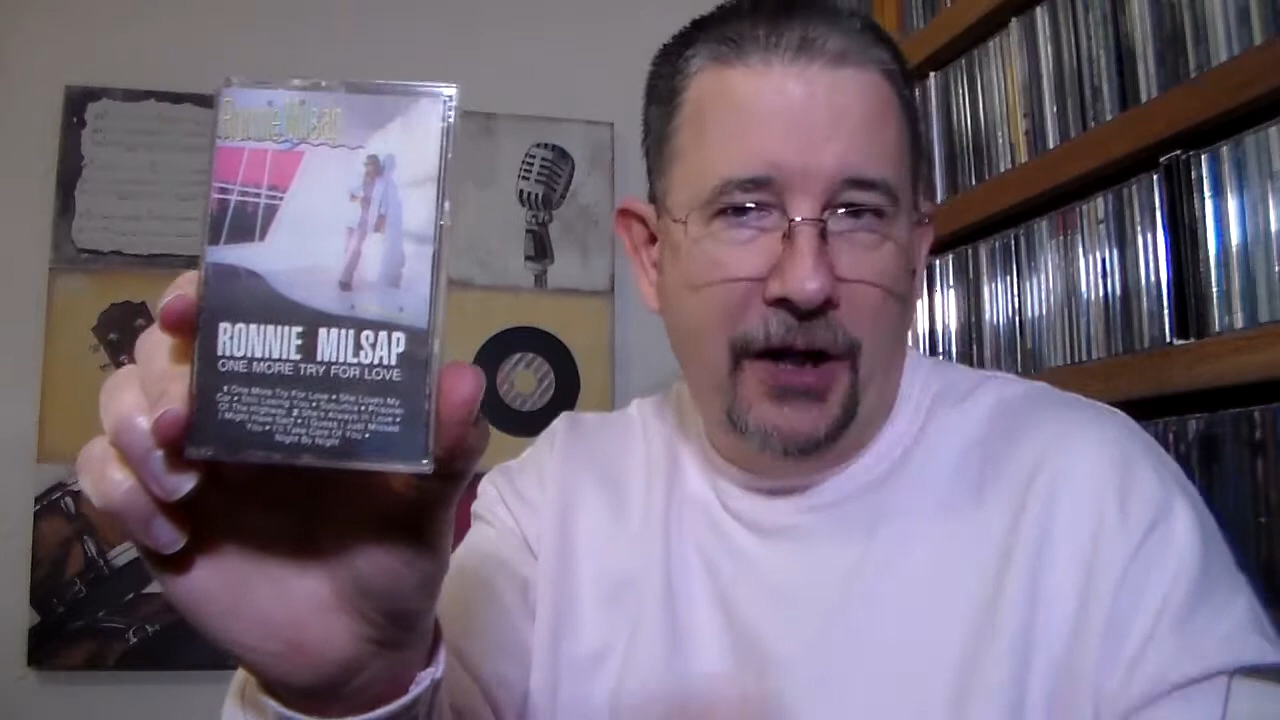 Ronnie Milsap
RONNIE MILSAP
ONE MORE TRY FOR LOVE
1 One More Try For Love • She Loves My
Car • Still Losing You • Suburbia • Prisoner
Of The Highway 2 She's Always In Love •
I Might Have Said • I Guess I Just Missed
You • I'll Take Care Of You •
Night By Night